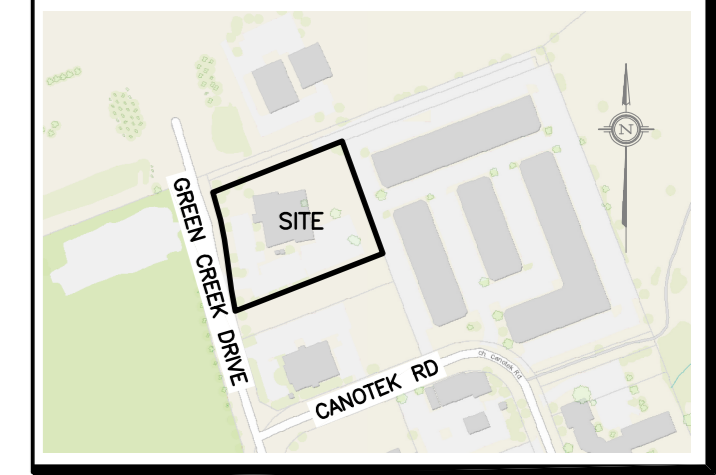 N
GREEN CREEK DRIVE
SITE
ch. canotek Rd
CANOTEK RD